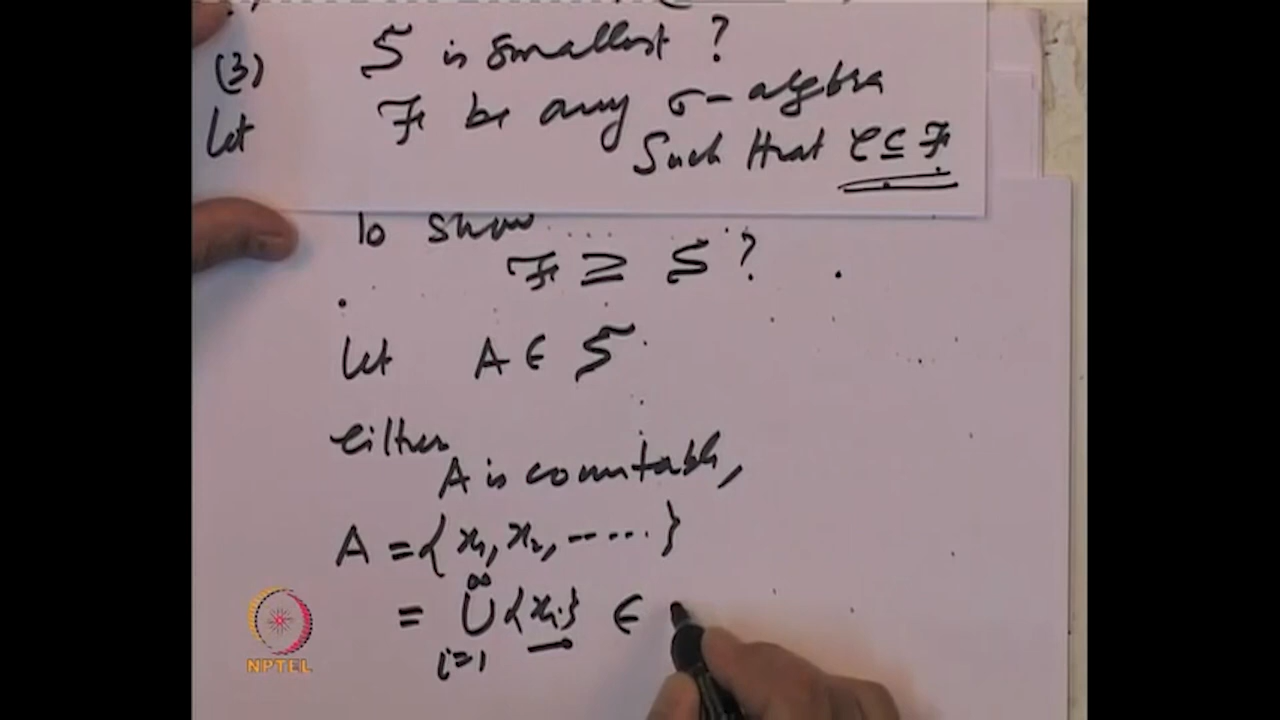 (3) S is smallest ?
Let F be any σ-algebra
Such that C ⊆ F
To show
F ⊇ S ?
Let A ∈ S
either
A is countable,
A = { x₁, x₂, ------ }
= ∞⋃i=1 {xᵢ} ∈
NPTEL